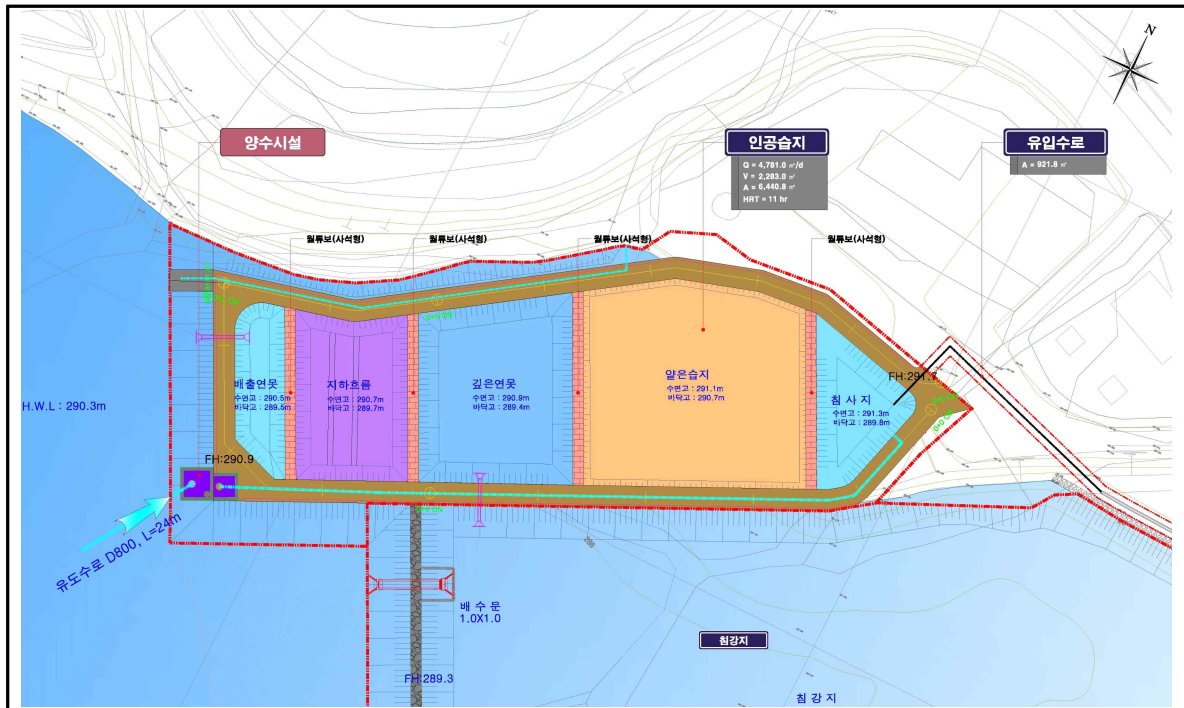 N
양수시설
인공습지
Q = 4,781.0 ㎥/d
V = 2,283.0 ㎥
A = 6,440.8 ㎡
HRT = 11 hr
유입수로
A = 921.8 ㎡
월류보(사석형)
월류보(사석형)
월류보(사석형)
월류보(사석형)
배출연못
수면고 : 290.5m
바닥고 : 289.5m
지하흐름
수면고 : 290.7m
바닥고 : 289.7m
깊은연못
수면고 : 290.9m
바닥고 : 289.4m
얕은습지
수면고 : 291.1m
바닥고 : 290.7m
침 사 지
수면고 : 291.3m
바닥고 : 289.8m
FH:291.7
H.W.L : 290.3m
FH:290.9
유도수로 D800, L=24m
배 수 문
1.0X1.0
침강지
FH:289.3
침 강 지